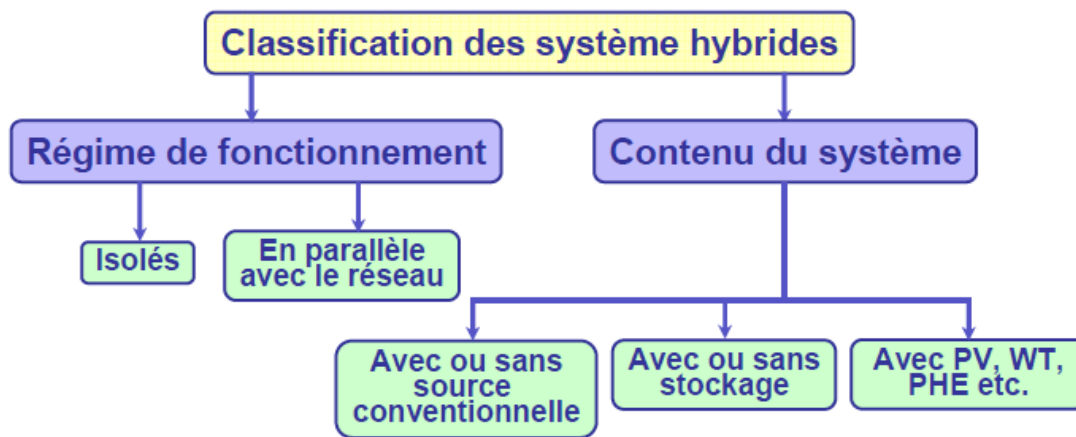 Classification des système hybrides
Régime de fonctionnement
Contenu du système
Isolés
En parallèle
avec le réseau
Avec ou sans
source
conventionnelle
Avec ou sans
stockage
Avec PV, WT,
PHE etc.